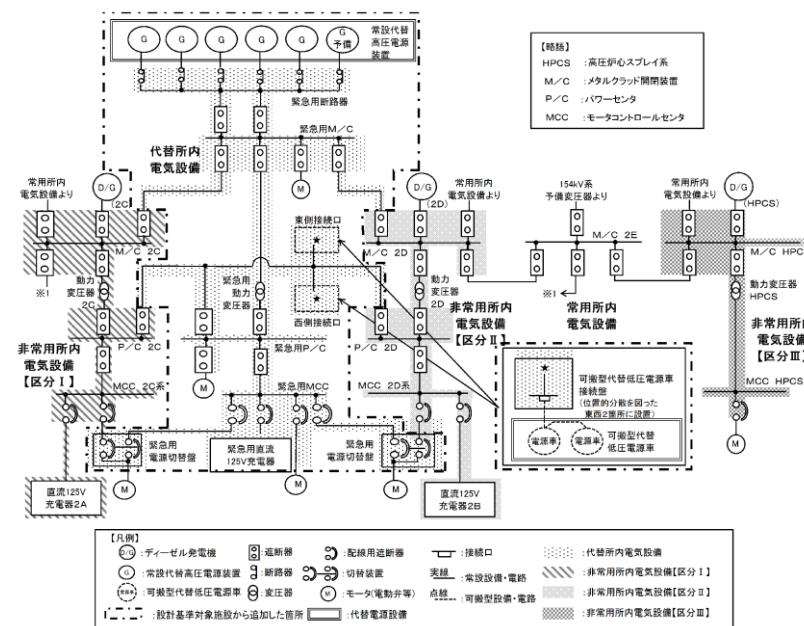 G
G
G
G
G
G
予備
常設代替
高圧電源
装置
緊急用断路器
緊急用M/C
代替所内
電気設備
M
【略語】
HPCS :高圧炉心スプレイ系
M/C :メタルクラッド開閉装置
P/C :パワーセンタ
MCC :モータコントロールセンタ
常用所内
電気設備より
D/G
(2C)
M/C 2C
※1
動力
変圧器
2C
P/C 2C
非常用所内
電気設備
【区分Ⅰ】
MCC 2C系
直流125V
充電器2A
東側接続口
★
★
西側接続口
緊急用
動力
変圧器
緊急用P/C
M
緊急用MCC
緊急用
電源切替盤
緊急用直流
125V充電器
緊急用
電源切替盤
M
M
M
D/G
(2D)
常用所内
電気設備より
M/C 2D
動力
変圧器
2D
P/C 2D
非常用所内
電気設備
【区分Ⅱ】
MCC 2D系
直流125V
充電器2B
154kV系
予備変圧器より
M/C 2E
※1
常用所内
電気設備
常用所内
電気設備より
D/G
(HPCS)
M/C HPC
動力変圧器
HPCS
非常用所内
電気設備
【区分Ⅲ】
MCC HPCS
M
★
可搬型代替低圧電源車
接続盤
(位置的分散を図った
東西2箇所に設置)
電源車
電源車
可搬型代替
低圧電源車
【凡例】
D/G :ディーゼル発電機
:遮断器
:配線用遮断器
:接続口
:代替所内電気設備
G :常設代替高圧電源装置
:断路器
:切替装置
実線 :常設設備・電路
:非常用所内電気設備【区分Ⅰ】
電源車 :可搬型代替低圧電源車
:変圧器
M :モータ(電動弁等)
点線 :可搬型設備・電路
:非常用所内電気設備【区分Ⅱ】
:設計基準対象施設から追加した箇所
:代替電源設備
:非常用所内電気設備【区分Ⅲ】